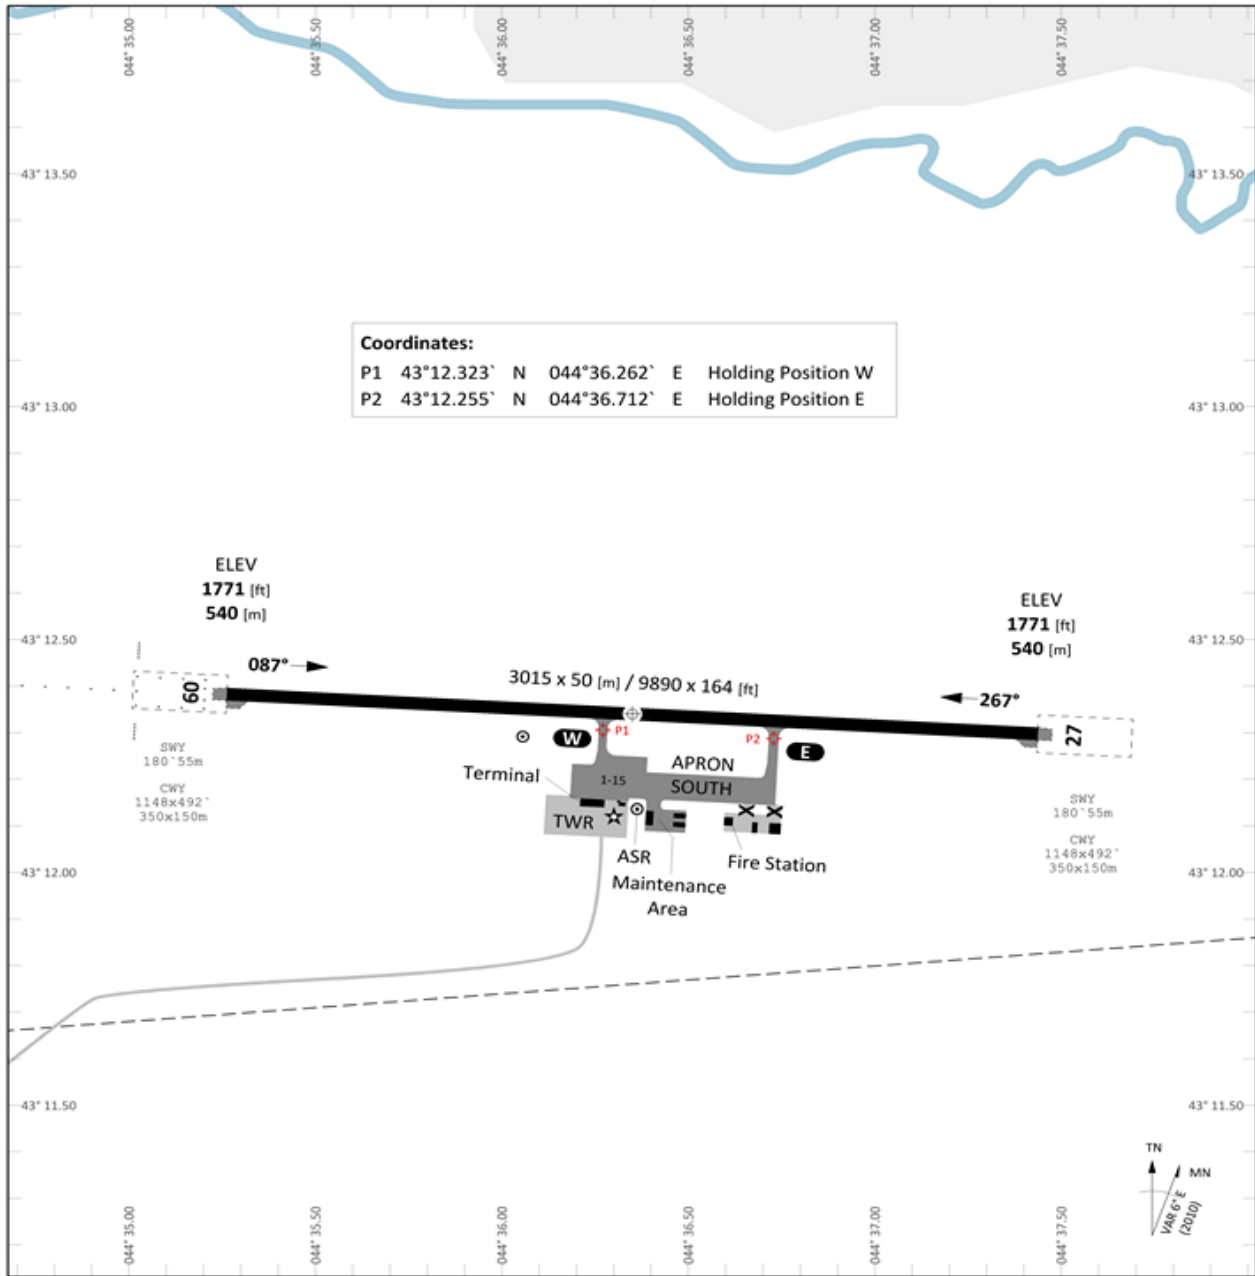 044° 35.00
044° 35.50
044° 36.00
044° 36.50
044° 37.00
044° 37.50
43° 13.50
43° 13.50
Coordinates:
P1 43°12.323` N 044°36.262` E Holding Position W
P2 43°12.255` N 044°36.712` E Holding Position E
43° 13.00
43° 13.00
ELEV
1771 [ft]
540 [m]
ELEV
1771 [ft]
540 [m]
43° 12.50
43° 12.50
087°
3015 x 50 [m] / 9890 x 164 [ft]
267°
09
27
W
P1
P2
E
SWY
180`55m
CWY
1148x492`
350x150m
Terminal
1-15
APRON
SOUTH
TWR
ASR
Maintenance
Area
Fire Station
SWY
180`55m
CWY
1148x492`
350x150m
43° 12.00
43° 12.00
43° 11.50
43° 11.50
TN
MN
VAR 6° E
(2010)
044° 35.00
044° 35.50
044° 36.00
044° 36.50
044° 37.00
044° 37.50